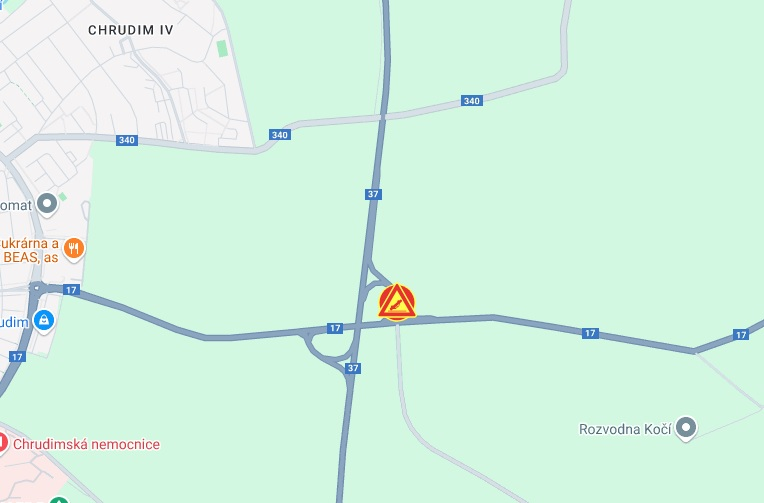 CHRUDIM IV
340
340
340
37
omat
ukrárna a
BEAS, as
17
udim
17
17
17
17
37
Rozvodna Kočí
Chrudimská nemocnice